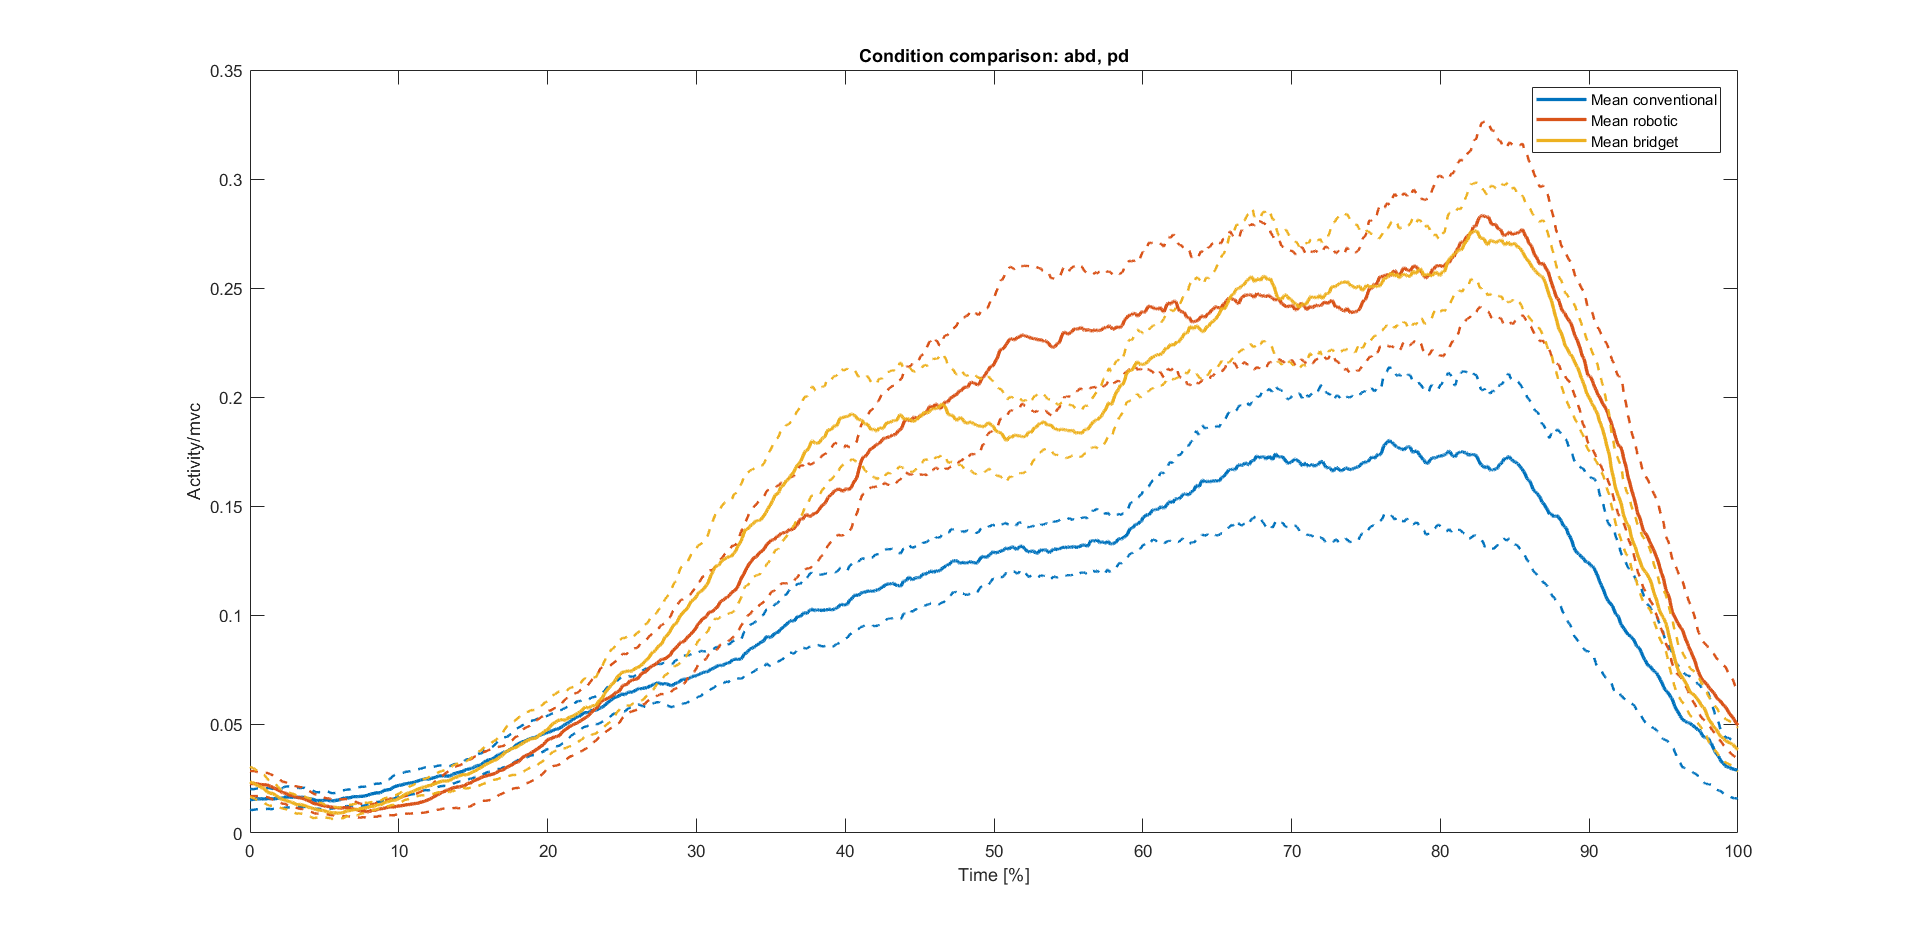 Condition comparison: abd, pd
0.35
0.3
0.25
0.2
0.15
0.1
0.05
0
Activity/mvc
Mean conventional
Mean robotic
Mean bridget
0 10 20 30 40 50 60 70 80 90 100
Time [%]